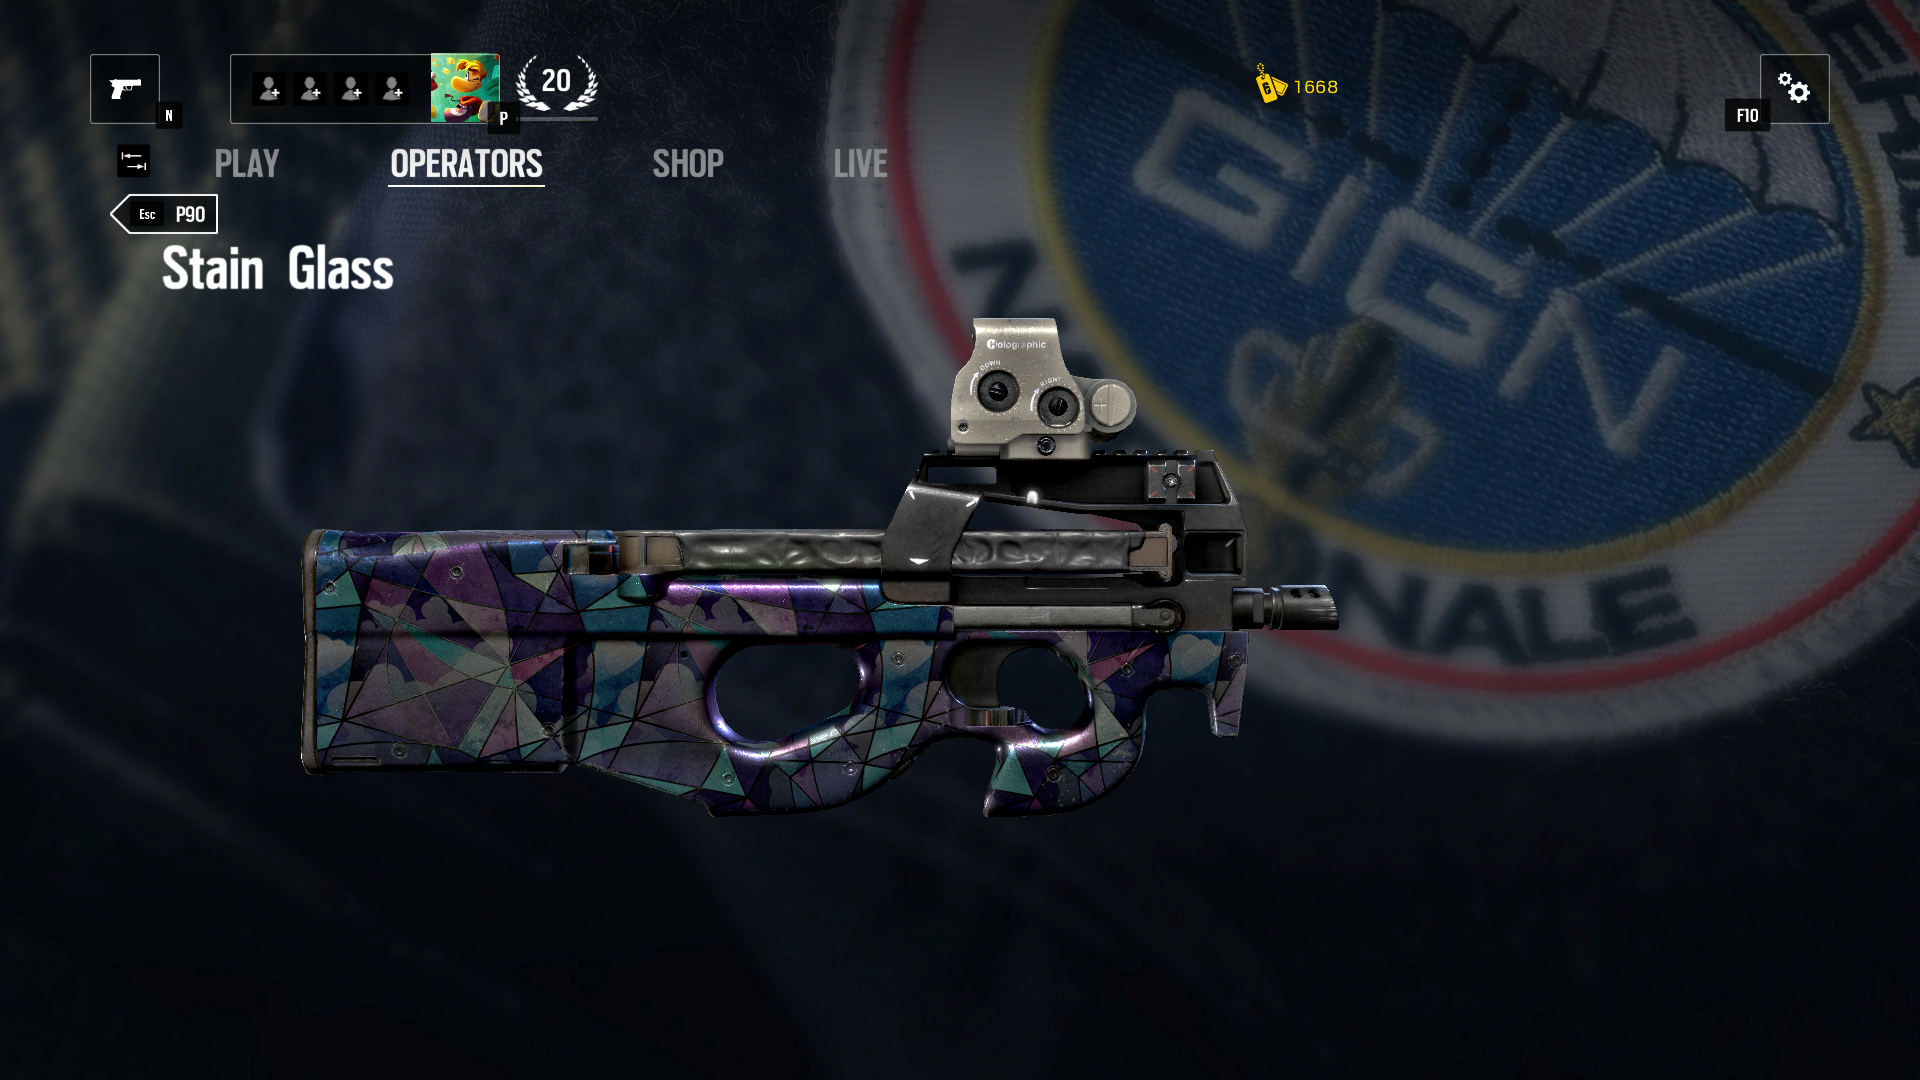 20
1668
N
P
F10
PLAY OPERATORS SHOP LIVE
Esc P90
Stain Glass
Holographic
DOWN
RIGHT
GIGN
NALE